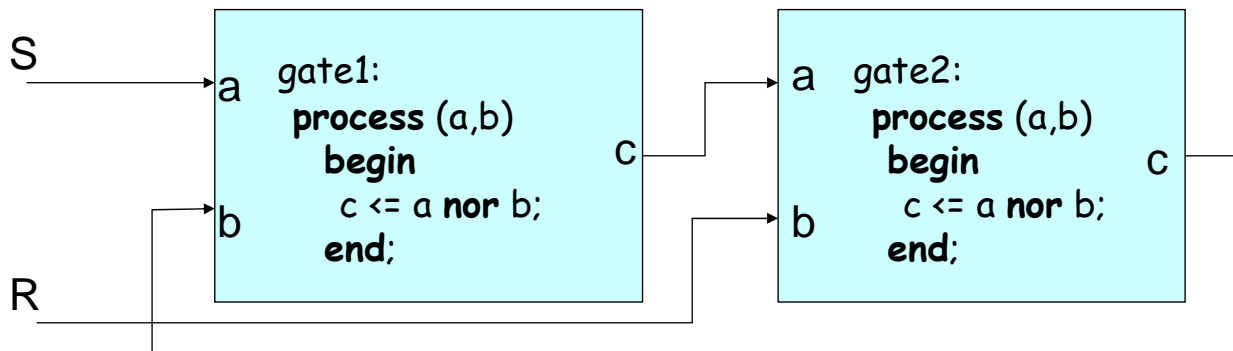 S
R
a
b
gate1:
process (a,b)
begin
c <= a nor b;
end;
c
a
b
gate2:
process (a,b)
begin
c <= a nor b;
end;
c